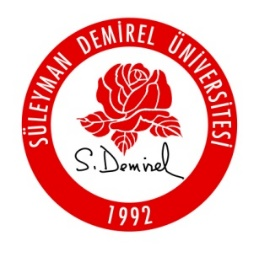 SÜLEYMAN DEMİREL ÜNİVERSİTESİ
S. Demirel
1992